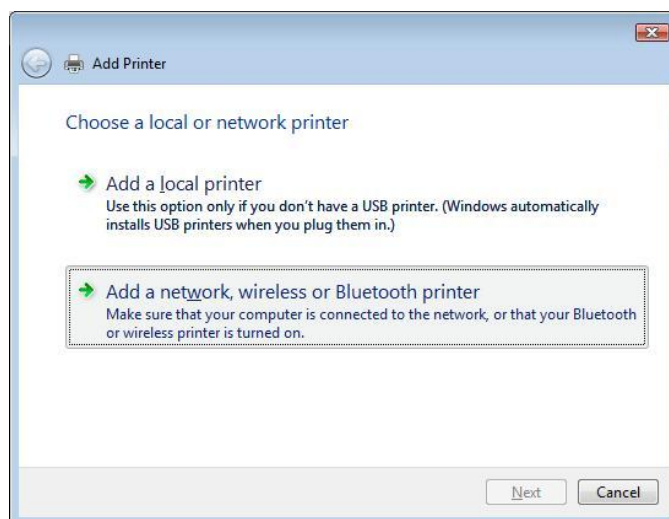 Add Printer
Choose a local or network printer
Add a local printer
Use this option only if you don't have a USB printer. (Windows automatically
installs USB printers when you plug them in.)
Add a network, wireless or Bluetooth printer
Make sure that your computer is connected to the network, or that your Bluetooth
or wireless printer is turned on.
Next Cancel